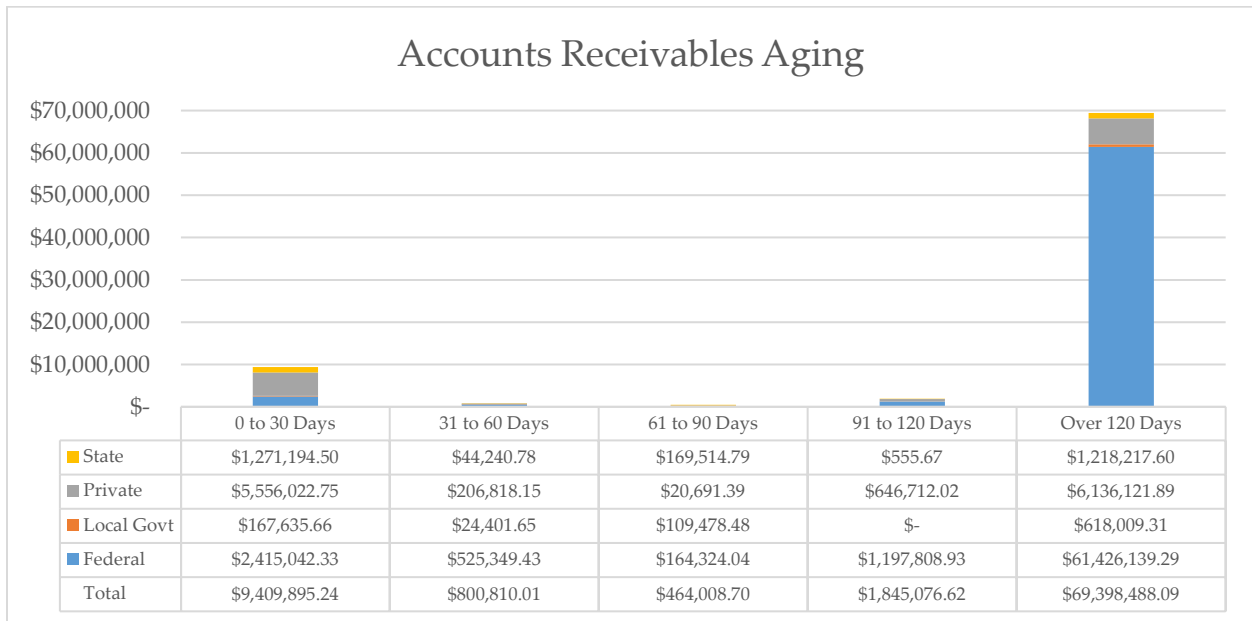 Accounts Receivables Aging
$70,000,000
$60,000,000
$50,000,000
$40,000,000
$30,000,000
$20,000,000
$10,000,000
$-
0 to 30 Days 31 to 60 Days 61 to 90 Days 91 to 120 Days Over 120 Days
State $1,271,194.50 $44,240.78 $169,514.79 $555.67 $1,218,217.60
Private $5,556,022.75 $206,818.15 $20,691.39 $646,712.02 $6,136,121.89
Local Govt $167,635.66 $24,401.65 $109,478.48 $- $618,009.31
Federal $2,415,042.33 $525,349.43 $164,324.04 $1,197,808.93 $61,426,139.29
Total $9,409,895.24 $800,810.01 $464,008.70 $1,845,076.62 $69,398,488.09